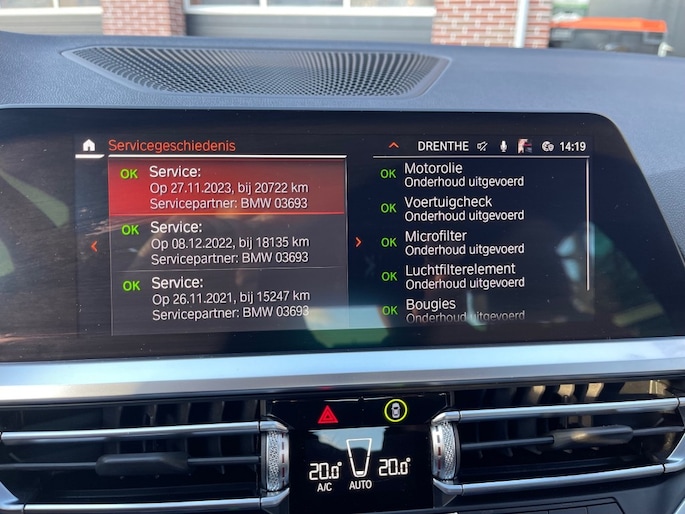 Servicegeschiedenis
DRENTHE 14:19
OK Service:
Op 27.11.2023, bij 20722 km
Servicepartner: BMW 03693
OK Service:
Op 08.12.2022, bij 18135 km
Servicepartner: BMW 03693
OK Service:
Op 26.11.2021, bij 15247 km
Servicepartner: BMW 03693
OK Motorolie
Onderhoud uitgevoerd
OK Voertuigcheck
Onderhoud uitgevoerd
OK Microfilter
Onderhoud uitgevoerd
OK Luchtfilterelement
Onderhoud uitgevoerd
OK Bougies
Onderhoud uitgevoerd
20.0° 20.0°
A/C AUTO